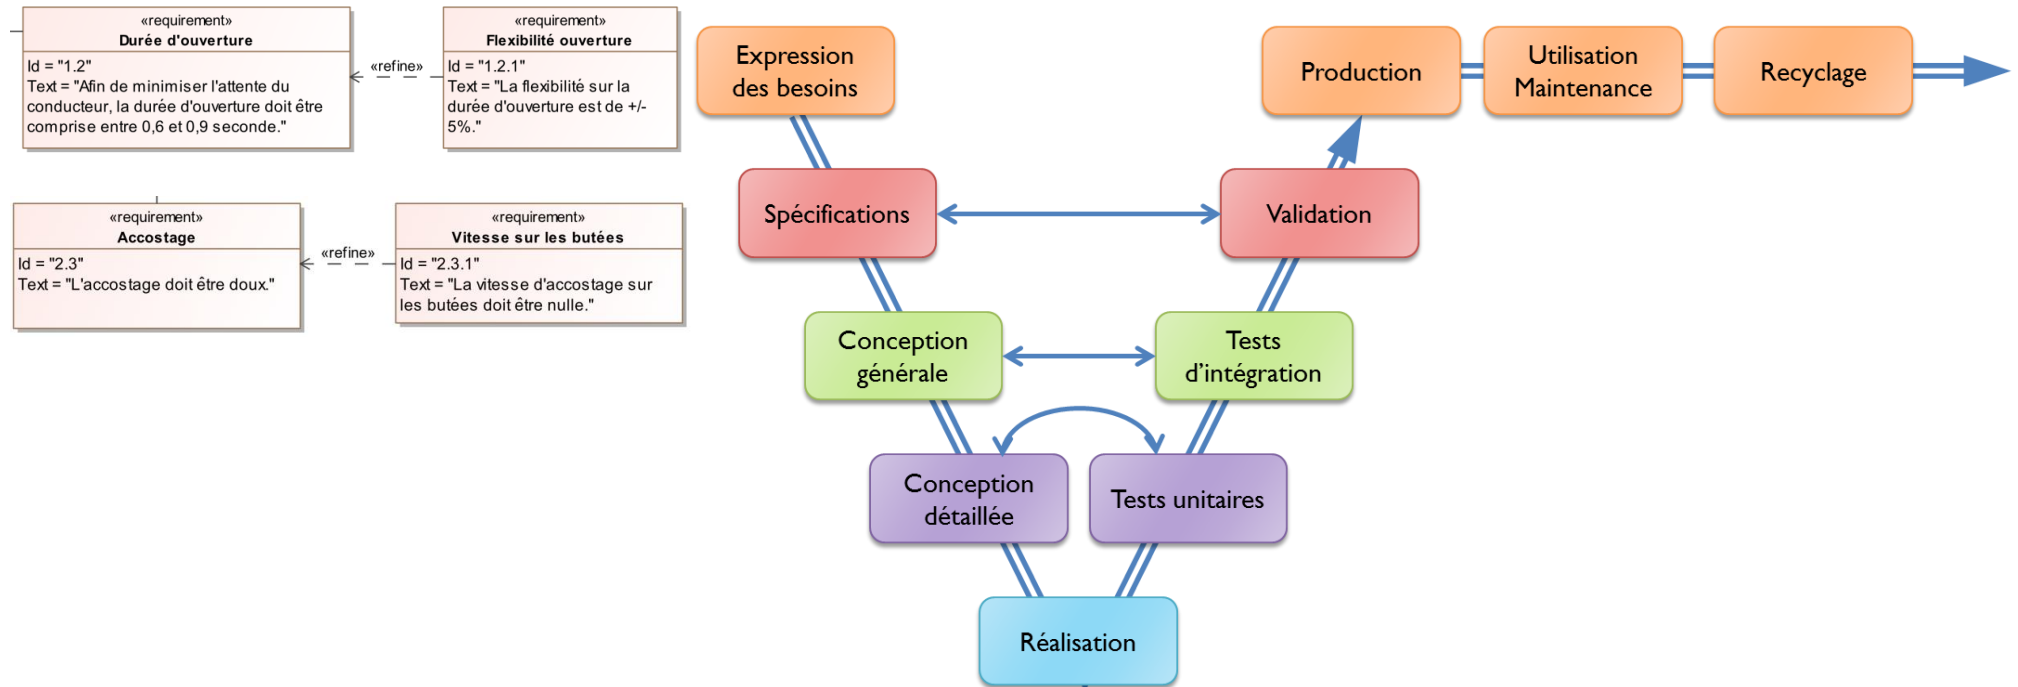 «requirement»
Durée d'ouverture
Id = "1.2"
Text = "Afin de minimiser l'attente du
conducteur, la durée d'ouverture doit être
comprise entre 0,6 et 0,9 seconde."
«refine»
«requirement»
Flexibilité ouverture
Id = "1.2.1"
Text = "La flexibilité sur la
durée d'ouverture est de +/-
5%."
«requirement»
Accostage
Id = "2.3"
Text = "L'accostage doit être doux."
«refine»
«requirement»
Vitesse sur les butées
Id = "2.3.1"
Text = "La vitesse d'accostage sur
les butées doit être nulle."
Expression
des besoins
Production
Utilisation
Maintenance
Recyclage
Spécifications
Validation
Conception
générale
Tests
d'intégration
Conception
détaillée
Tests unitaires
Réalisation